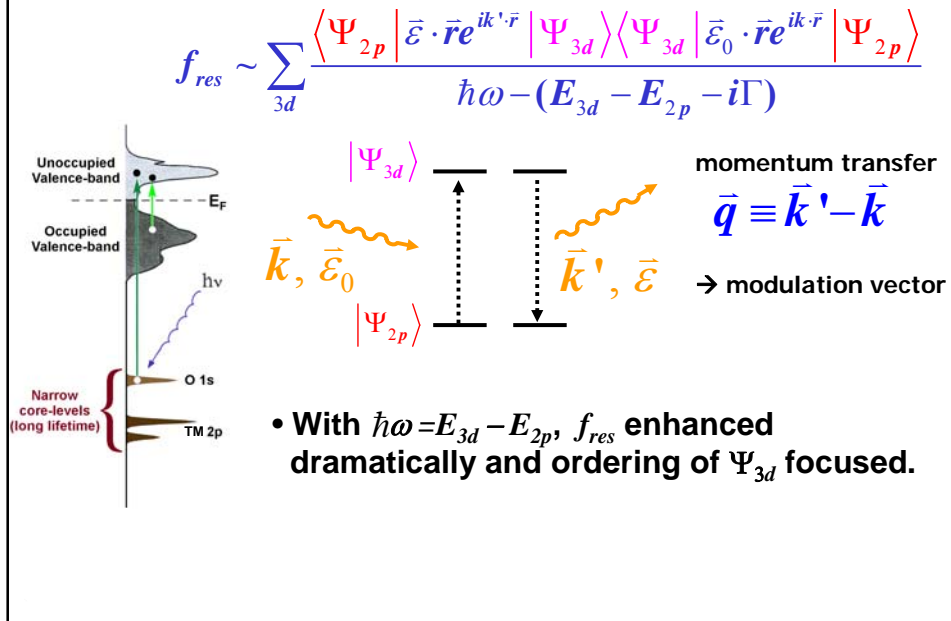 f_res ~ ∑_3d ⟨Ψ_2p|ε⃗·r⃗e^{ik'·r⃗}|Ψ_3d⟩⟨Ψ_3d|ε⃗_0·r⃗e^{ik·r⃗}|Ψ_2p⟩ / ħω−(E_3d−E_2p−iΓ)
Unoccupied
Valence-band
E_F
Occupied
Valence-band
hν
O 1s
Narrow
core-levels
(long lifetime)
TM 2p
|Ψ_3d⟩
k⃗, ε⃗_0
|Ψ_2p⟩
k⃗', ε⃗
momentum transfer
q⃗ ≡ k⃗'−k⃗
→ modulation vector
• With ħω=E_3d−E_2p, f_res enhanced
dramatically and ordering of Ψ_3d focused.